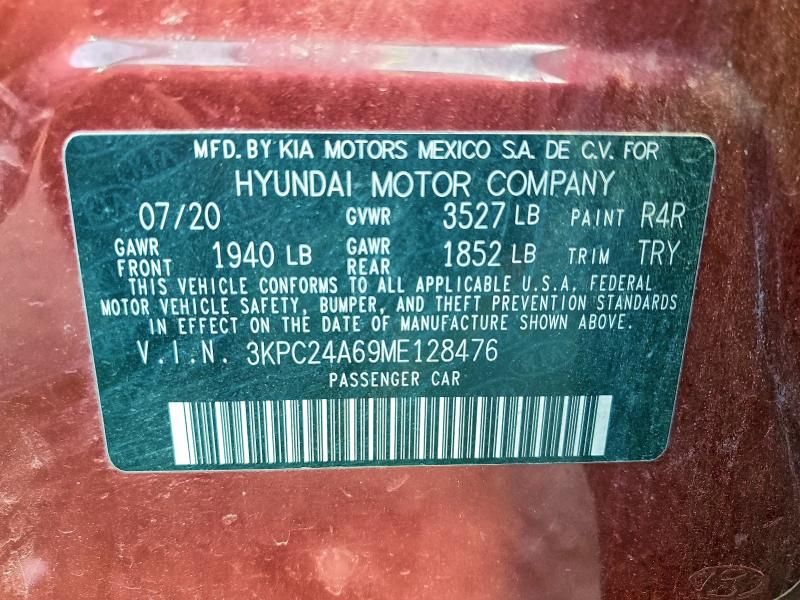 MFD. BY KIA MOTORS MEXICO S.A. DE C.V. FOR
HYUNDAI MOTOR COMPANY
07/20 GVWR 3527 LB PAINT R4R
GAWR FRONT 1940 LB GAWR REAR 1852 LB TRIM TRY
THIS VEHICLE CONFORMS TO ALL APPLICABLE U.S.A. FEDERAL
MOTOR VEHICLE SAFETY, BUMPER, AND THEFT PREVENTION STANDARDS
IN EFFECT ON THE DATE OF MANUFACTURE SHOWN ABOVE.
V.I.N. 3KPC24A69ME128476
PASSENGER CAR